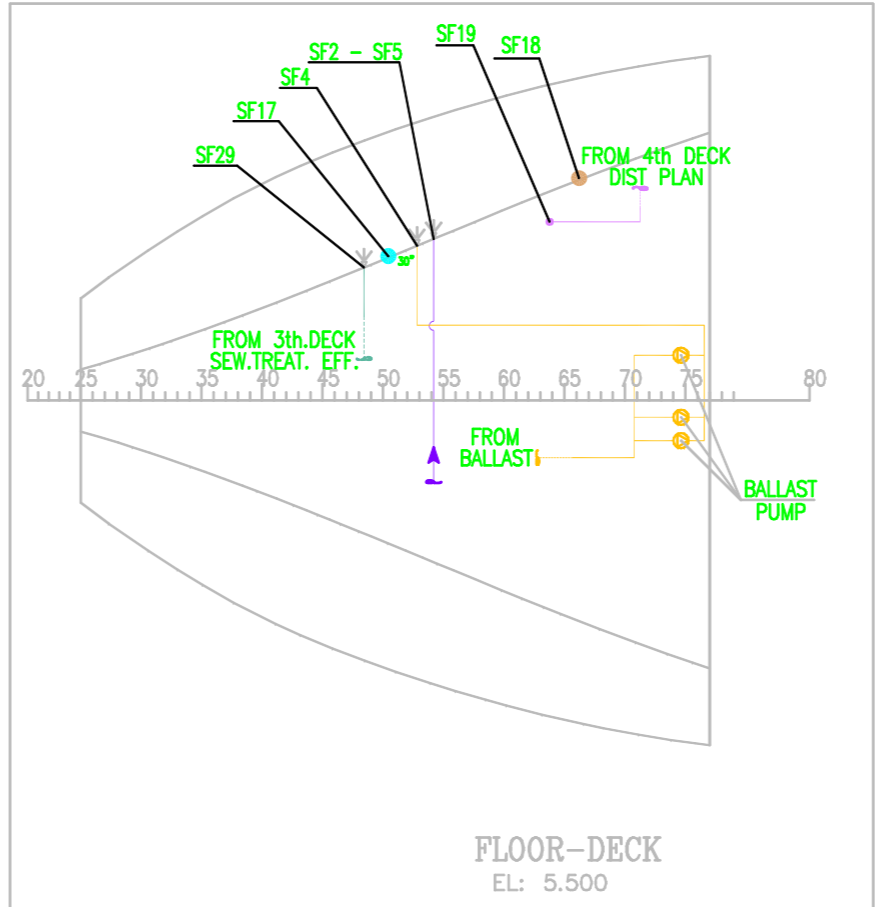 SF19
SF18
SF2 - SF5
SF4
SF17
SF29
FROM 4th DECK
DIST PLAN
30"
FROM 3th.DECK
SEW.TREAT. EFF.
20 25 30 35 40 45 50 55 60 65 70 75 80
FROM
BALLAST
BALLAST
PUMP
FLOOR-DECK
EL: 5.500